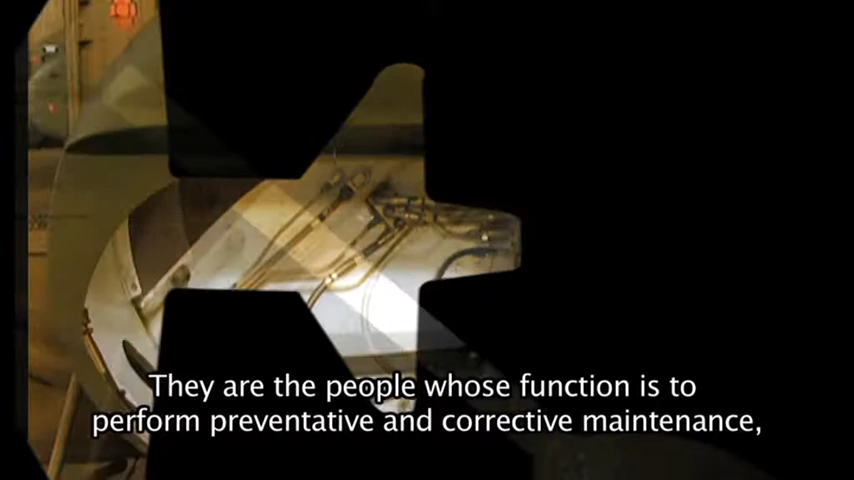 They are the people whose function is to
perform preventative and corrective maintenance,